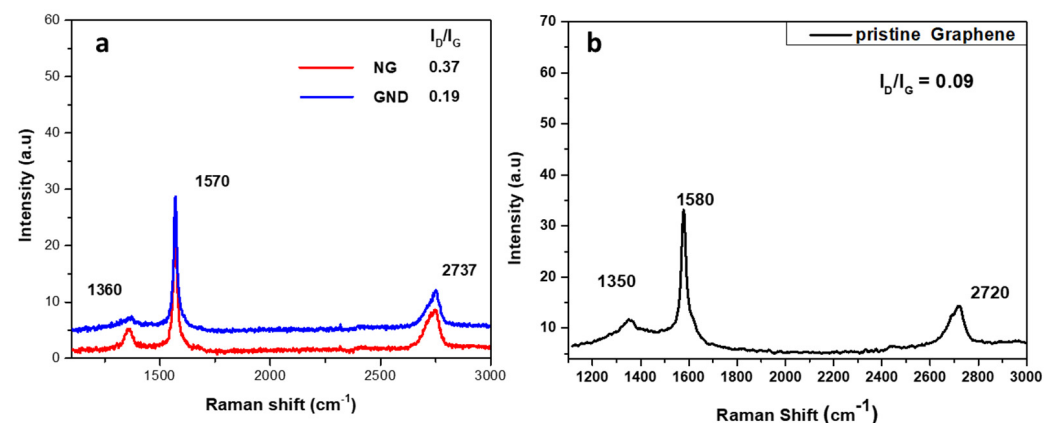 a
I_D/I_G
NG 0.37
GND 0.19
1570
1360
2737
60
50
40
30
20
10
0
1500 2000 2500 3000
Intensity (a.u)
Raman shift (cm⁻¹)
b
pristine Graphene
I_D/I_G = 0.09
1580
1350
2720
70
60
50
40
30
20
10
1200 1400 1600 1800 2000 2200 2400 2600 2800 3000
Intensity (a.u)
Raman Shift (cm⁻¹)